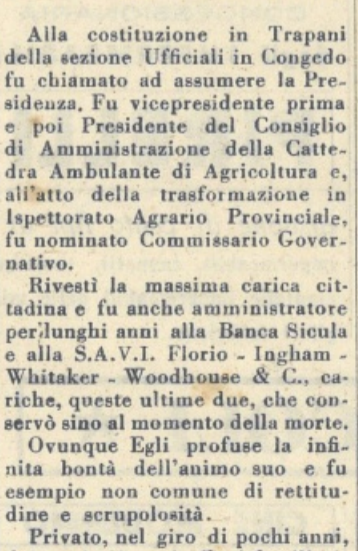 Alla costituzione in Trapani
della sezione Ufficiali in Congedo
fu chiamato ad assumere la Pre-
sidenza. Fu vicepresidente prima
e poi Presidente del Consiglio
di Amministrazione della Catte-
dra Ambulante di Agricoltura e,
all'atto della trasformazione in
Ispettorato Agrario Provinciale,
fu nominato Commissario Gover-
nativo.
Rivestì la massima carica cit-
tadina e fu anche amministratore
per lunghi anni alla Banca Sicula
e alla S.A.V.I. Florio - Ingham -
Whitaker - Woodhouse & C., ca-
riche, queste ultime due, che con-
servò sino al momento della morte.
Ovunque Egli profuse la infi-
nita bontà dell'animo suo e fu
esempio non comune di rettitu-
dine e scrupolosità.
Privato, nel giro di pochi anni,